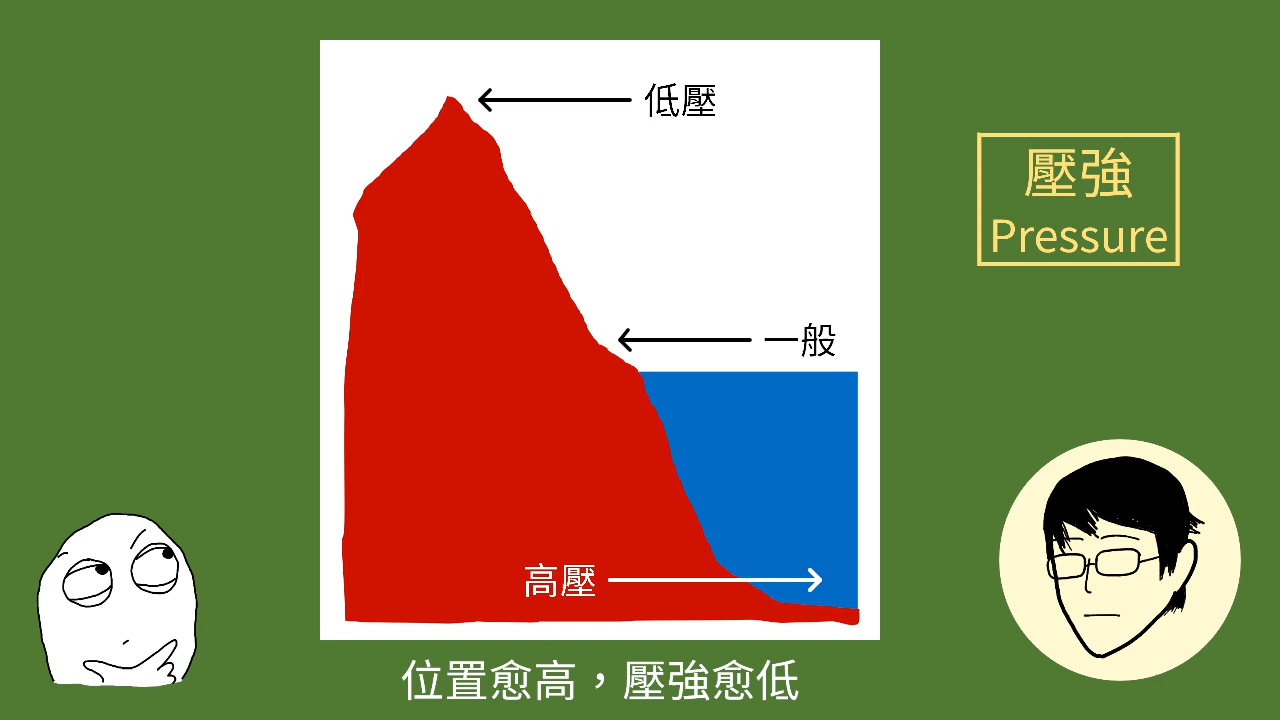 低壓
壓強
Pressure
一般
高壓
位置愈高，壓強愈低